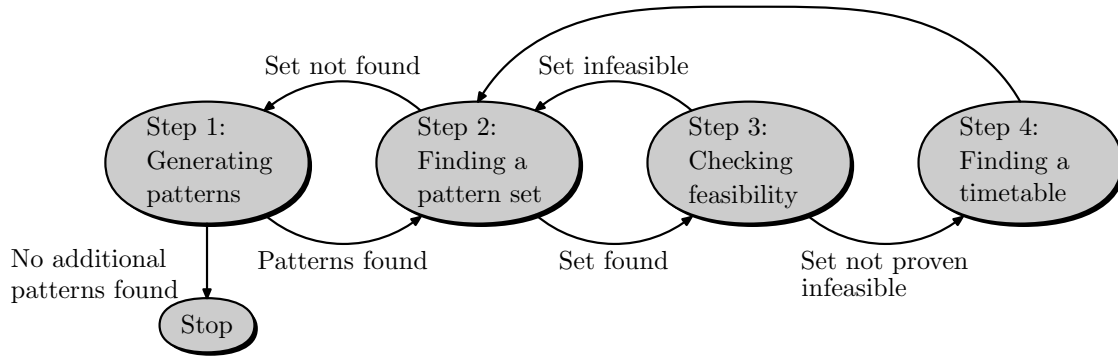 Set not found
Set infeasible
Step 1:
Generating
patterns
Step 2:
Finding a
pattern set
Step 3:
Checking
feasibility
Step 4:
Finding a
timetable
No additional
patterns found
Patterns found
Set found
Set not proven
infeasible
Stop